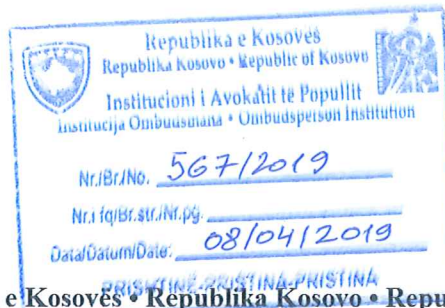 Republika e Kosovës
Republika Kosovo • Republic of Kosovo
Institucioni i Avokatit të Popullit
Institucija Ombudsmana • Ombudsperson Institution
Nr./Br./No. 567/2019
Nr.i fq/Br.str./Nr.pg.
Data/Datum/Date: 08/04/2019
PRISHTINË-PRIŠTINA-PRISTINA
e Kosovës • Republika Kosovo • Repu